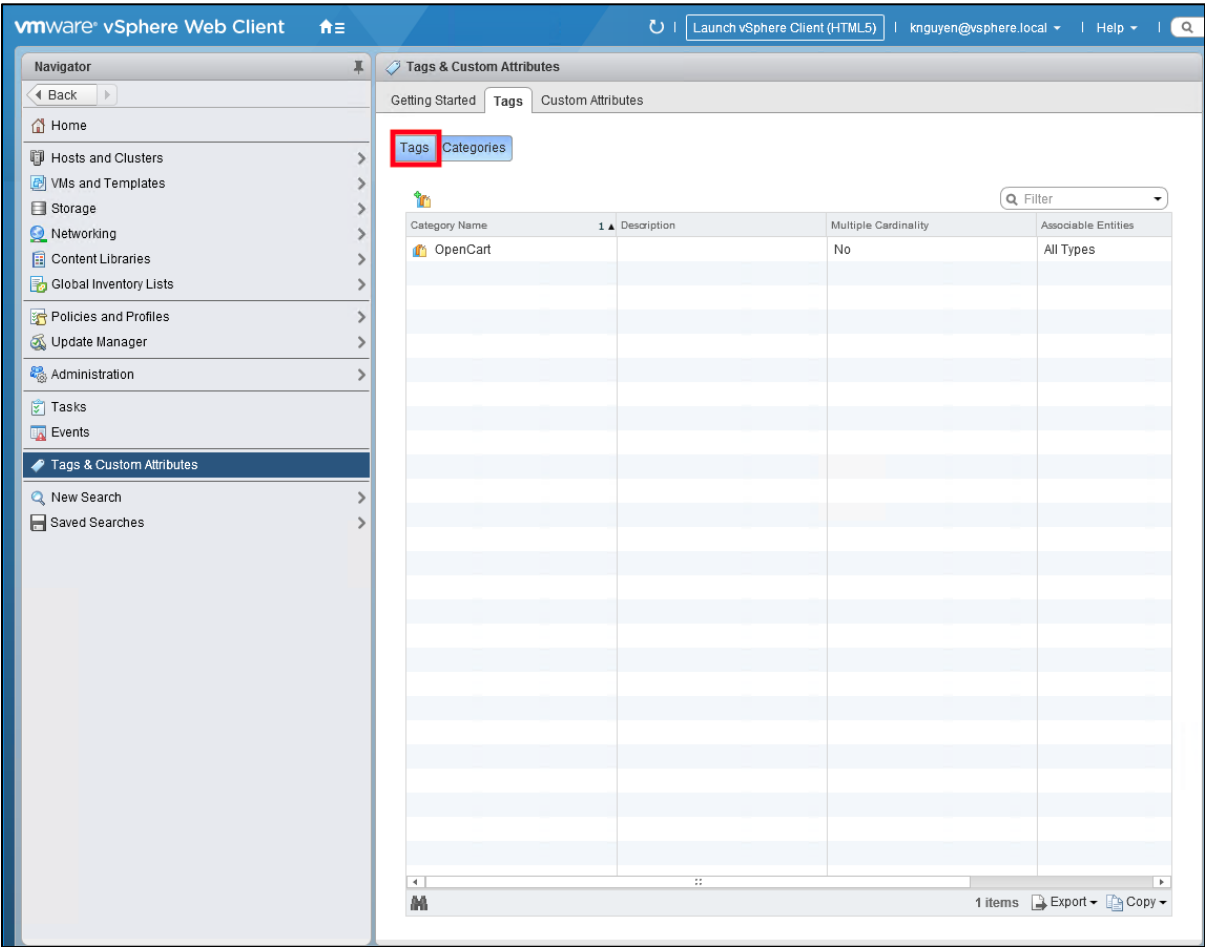 vmware® vSphere Web Client
Launch vSphere Client (HTML5)
knguyen@vsphere.local
Help
Navigator
Back
Home
Hosts and Clusters
VMs and Templates
Storage
Networking
Content Libraries
Global Inventory Lists
Policies and Profiles
Update Manager
Administration
Tasks
Events
Tags & Custom Attributes
New Search
Saved Searches
Tags & Custom Attributes
Getting Started Tags Custom Attributes
Tags Categories
Filter
Category Name 1 ▲ Description Multiple Cardinality Associable Entities
OpenCart No All Types
1 items Export Copy